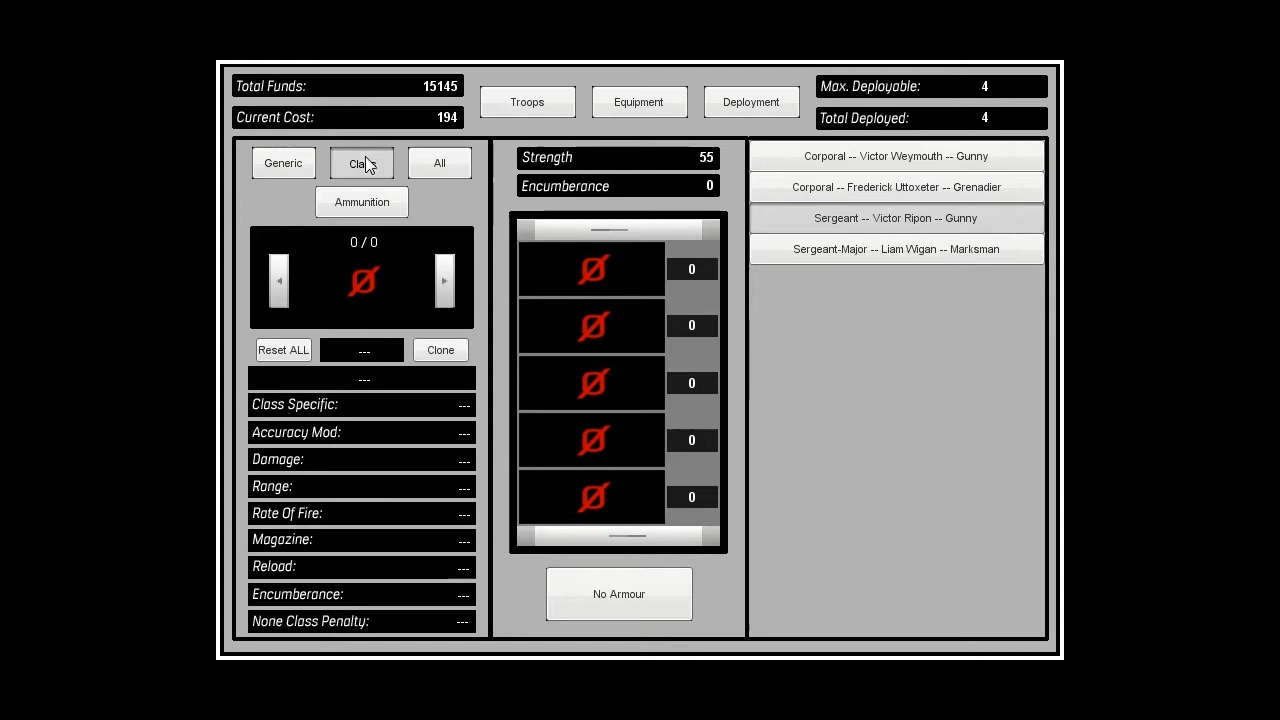 Total Funds: 15145
Current Cost: 194
Troops
Equipment
Deployment
Max. Deployable: 4
Total Deployed: 4
Generic
All
Ammunition
0 / 0
Ø
Reset ALL
---
Clone
---
Class Specific: ---
Accuracy Mod: ---
Damage: ---
Range: ---
Rate Of Fire: ---
Magazine: ---
Reload: ---
Encumberance: ---
None Class Penalty: ---
Strength 55
Encumberance 0
Ø 0
Ø 0
Ø 0
Ø 0
Ø 0
No Armour
Corporal -- Victor Weymouth -- Gunny
Corporal -- Frederick Uttoxeter -- Grenadier
Sergeant -- Victor Ripon -- Gunny
Sergeant-Major -- Liam Wigan -- Marksman